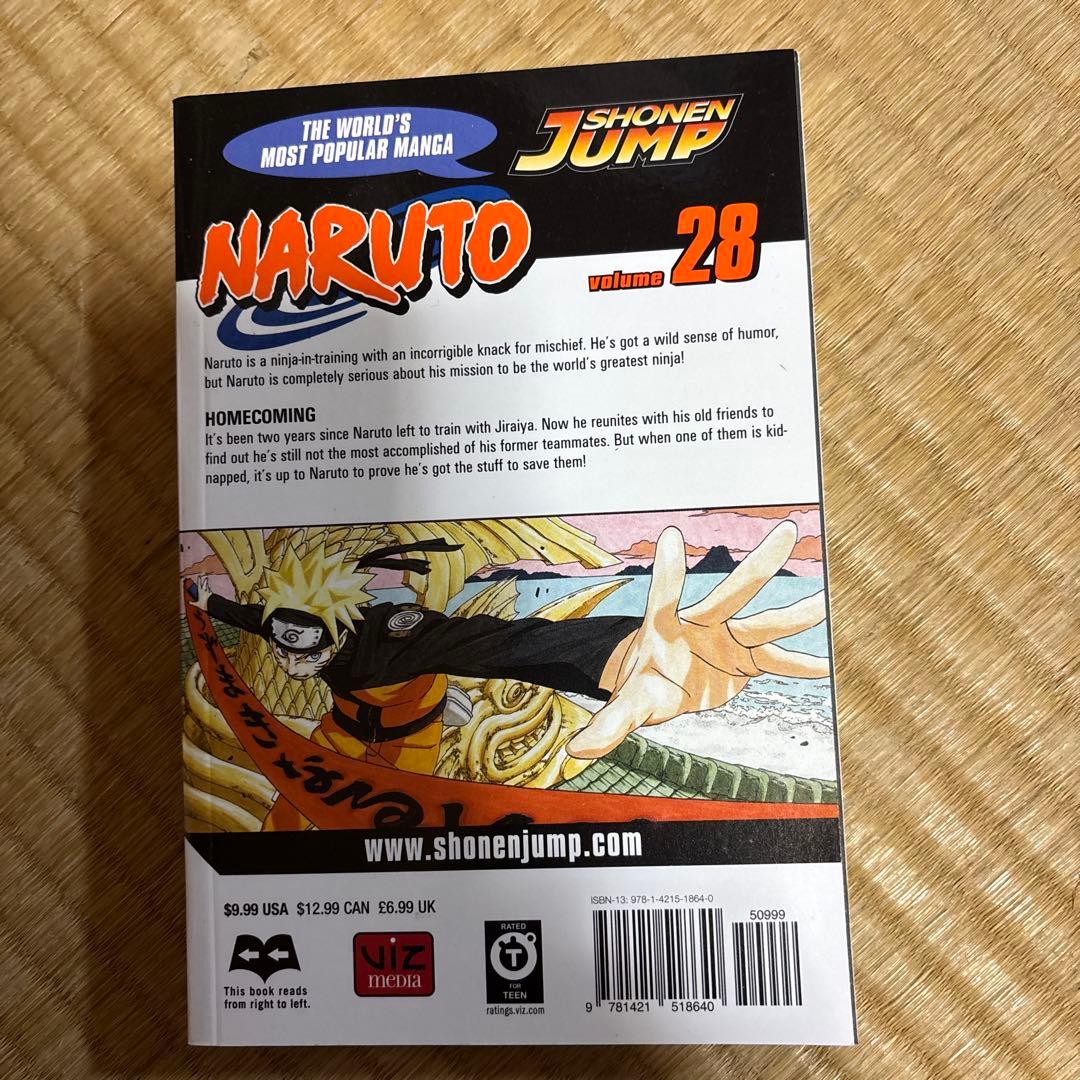 THE WORLD'S
MOST POPULAR MANGA
SHONEN
JUMP
NARUTO
volume 28
Naruto is a ninja-in-training with an incorrigible knack for mischief. He's got a wild sense of humor,
but Naruto is completely serious about his mission to be the world's greatest ninja!
HOMECOMING
It's been two years since Naruto left to train with Jiraiya. Now he reunites with his old friends to
find out he's still not the most accomplished of his former teammates. But when one of them is kid-
napped, it's up to Naruto to prove he's got the stuff to save them!
www.shonenjump.com
$9.99 USA $12.99 CAN £6.99 UK
This book reads
from right to left.
VIZ
MEDIA
RATED
T
FOR
TEEN
ratings.viz.com
ISBN-13: 978-1-4215-1864-0
50999
9 781421 518640